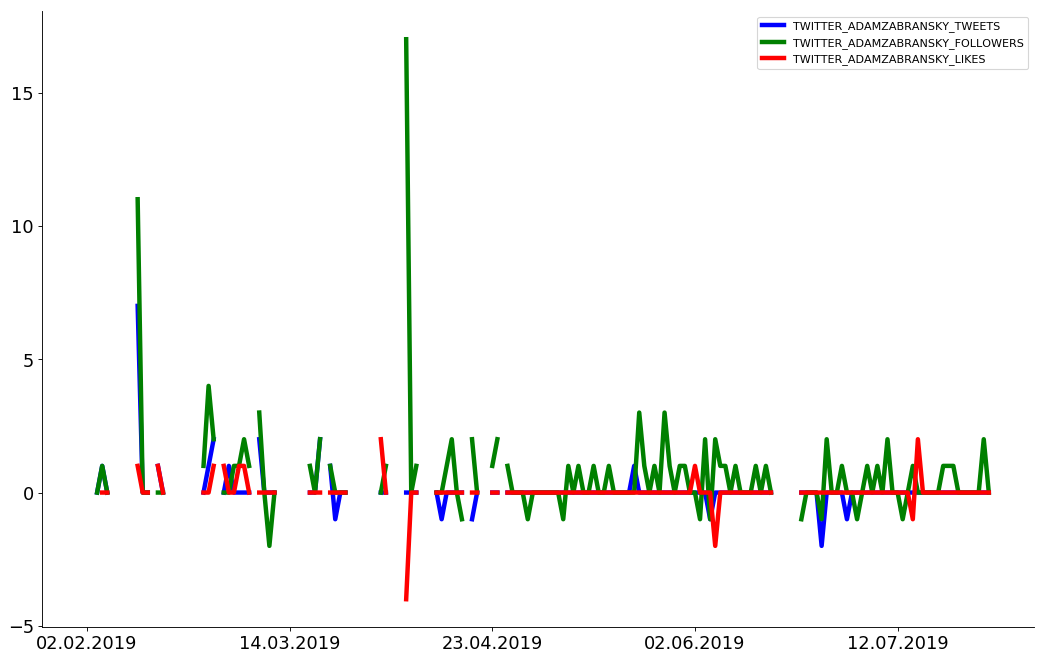 TWITTER_ADAMZABRANSKY_TWEETS
TWITTER_ADAMZABRANSKY_FOLLOWERS
TWITTER_ADAMZABRANSKY_LIKES
15
10
5
0
−5
02.02.2019 14.03.2019 23.04.2019 02.06.2019 12.07.2019